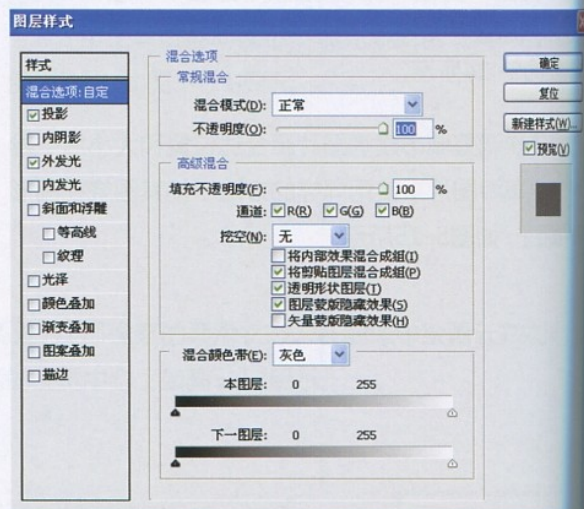 图层样式
样式
混合选项:自定
投影
内阴影
外发光
内发光
斜面和浮雕
等高线
纹理
光泽
颜色叠加
渐变叠加
图案叠加
描边
混合选项
常规混合
混合模式(D): 正常
不透明度(O): 100 %
高级混合
填充不透明度(F): 100 %
通道: R(R) G(G) B(B)
挖空(N): 无
将内部效果混合成组(I)
将剪贴图层混合成组(P)
透明形状图层(T)
图层蒙版隐藏效果(S)
矢量蒙版隐藏效果(H)
混合颜色带(E): 灰色
本图层: 0 255
下一图层: 0 255
确定
复位
新建样式(W)...
预览(V)